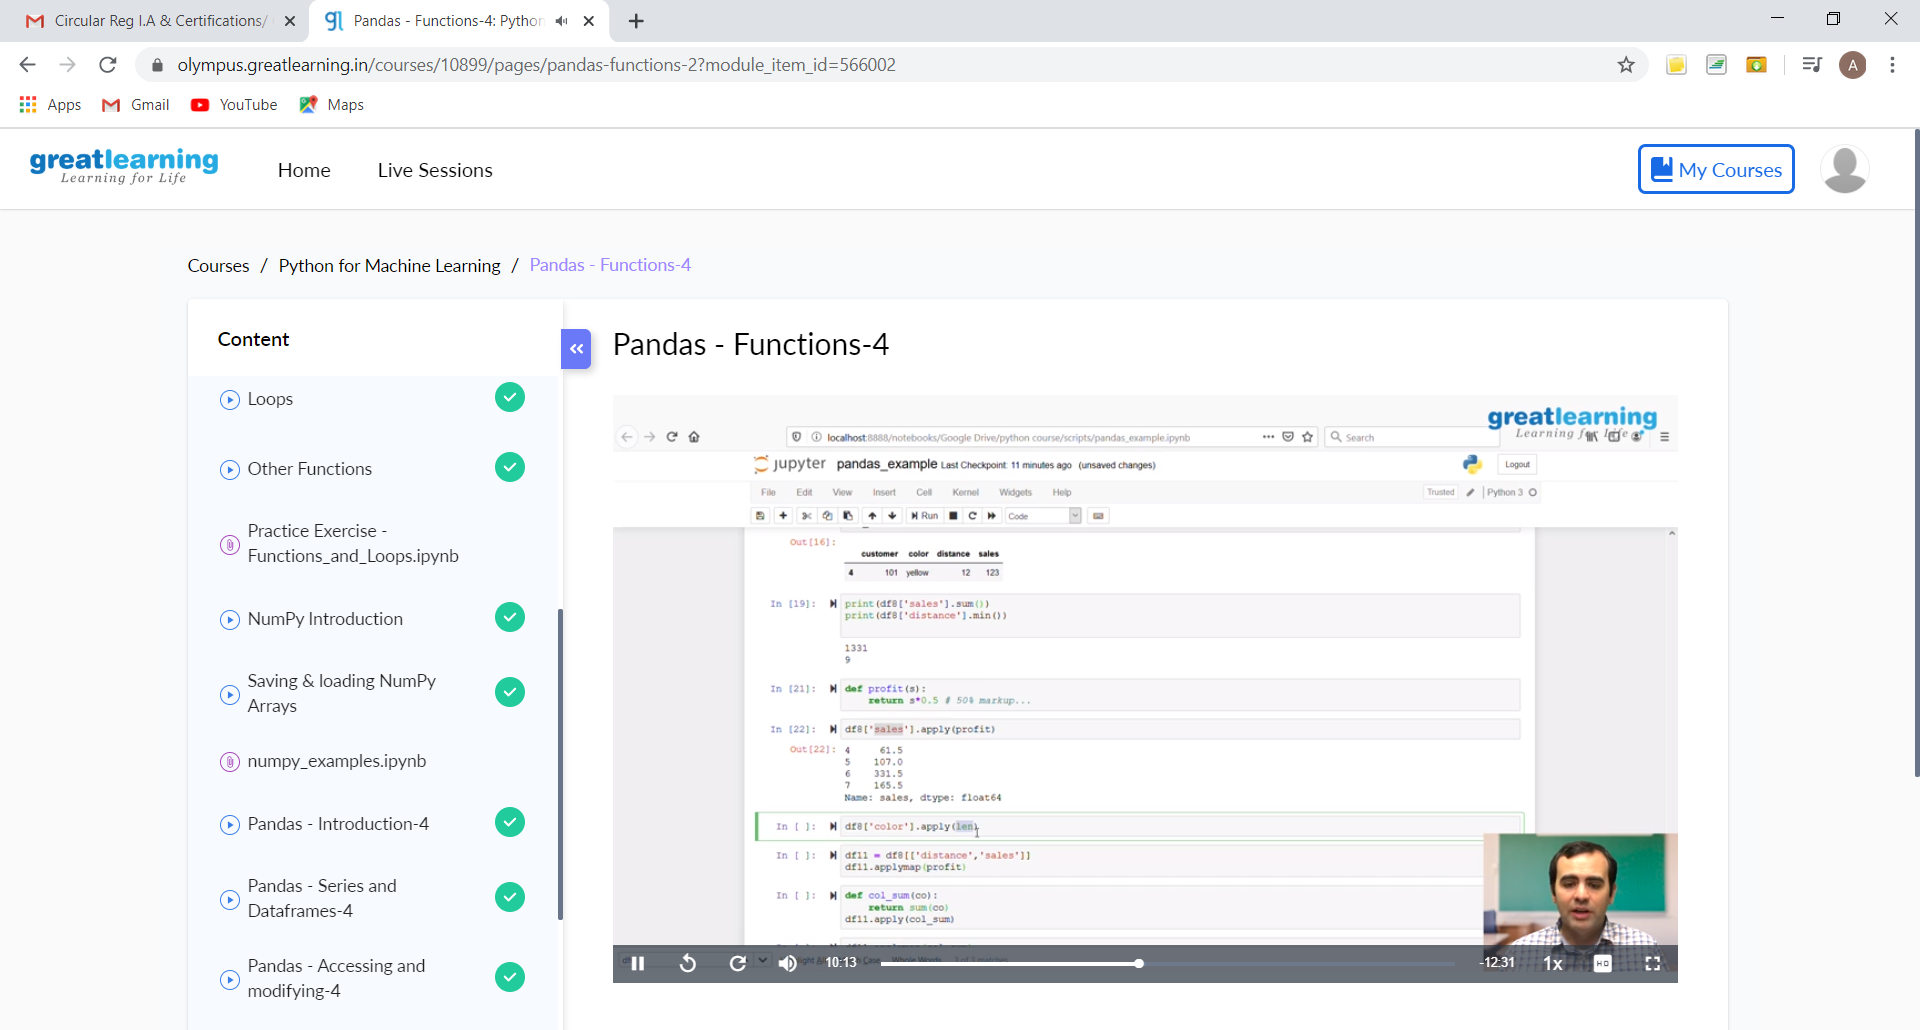 Circular Reg I.A & Certifications/
Pandas - Functions-4: Python
olympus.greatlearning.in/courses/10899/pages/pandas-functions-2?module_item_id=566002
A
Apps
Gmail
YouTube
Maps
greatlearning
Learning for Life
Home
Live Sessions
My Courses
Courses / Python for Machine Learning / Pandas - Functions-4
Content
Loops
Other Functions
Practice Exercise -
Functions_and_Loops.ipynb
NumPy Introduction
Saving & loading NumPy
Arrays
numpy_examples.ipynb
Pandas - Introduction-4
Pandas - Series and
Dataframes-4
Pandas - Accessing and
modifying-4
Pandas - Functions-4
greatlearning
Learning for Life
localhost:8888/notebooks/Google Drive/python course/scripts/pandas_example.ipynb
Search
jupyter pandas_example Last Checkpoint: 11 minutes ago (unsaved changes)
Logout
File Edit View Insert Cell Kernel Widgets Help
Trusted Python 3
Run Code
Out[16]:
customer color distance sales
4 101 yellow 12 123
In [19]: print(df8['sales'].sum())
print(df8['distance'].min())
1331
9
In [21]: def profit(s):
return s*0.5 # 50% markup...
In [22]: df8['sales'].apply(profit)
Out[22]: 4 61.5
5 107.0
6 331.5
7 165.5
Name: sales, dtype: float64
In [ ]: df8['color'].apply(len)
In [ ]: df11 = df8[['distance','sales']]
df11.applymap(profit)
In [ ]: def col_sum(co):
return sum(co)
df11.apply(col_sum)
10:13
-12:31
1x
HD